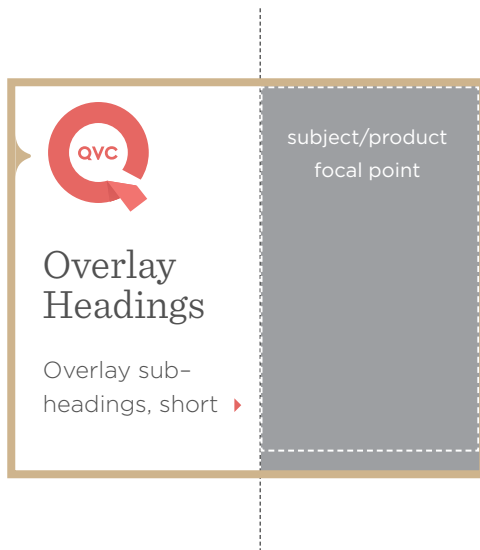 QVC
Overlay
Headings
Overlay sub–
headings, short
subject/product
focal point